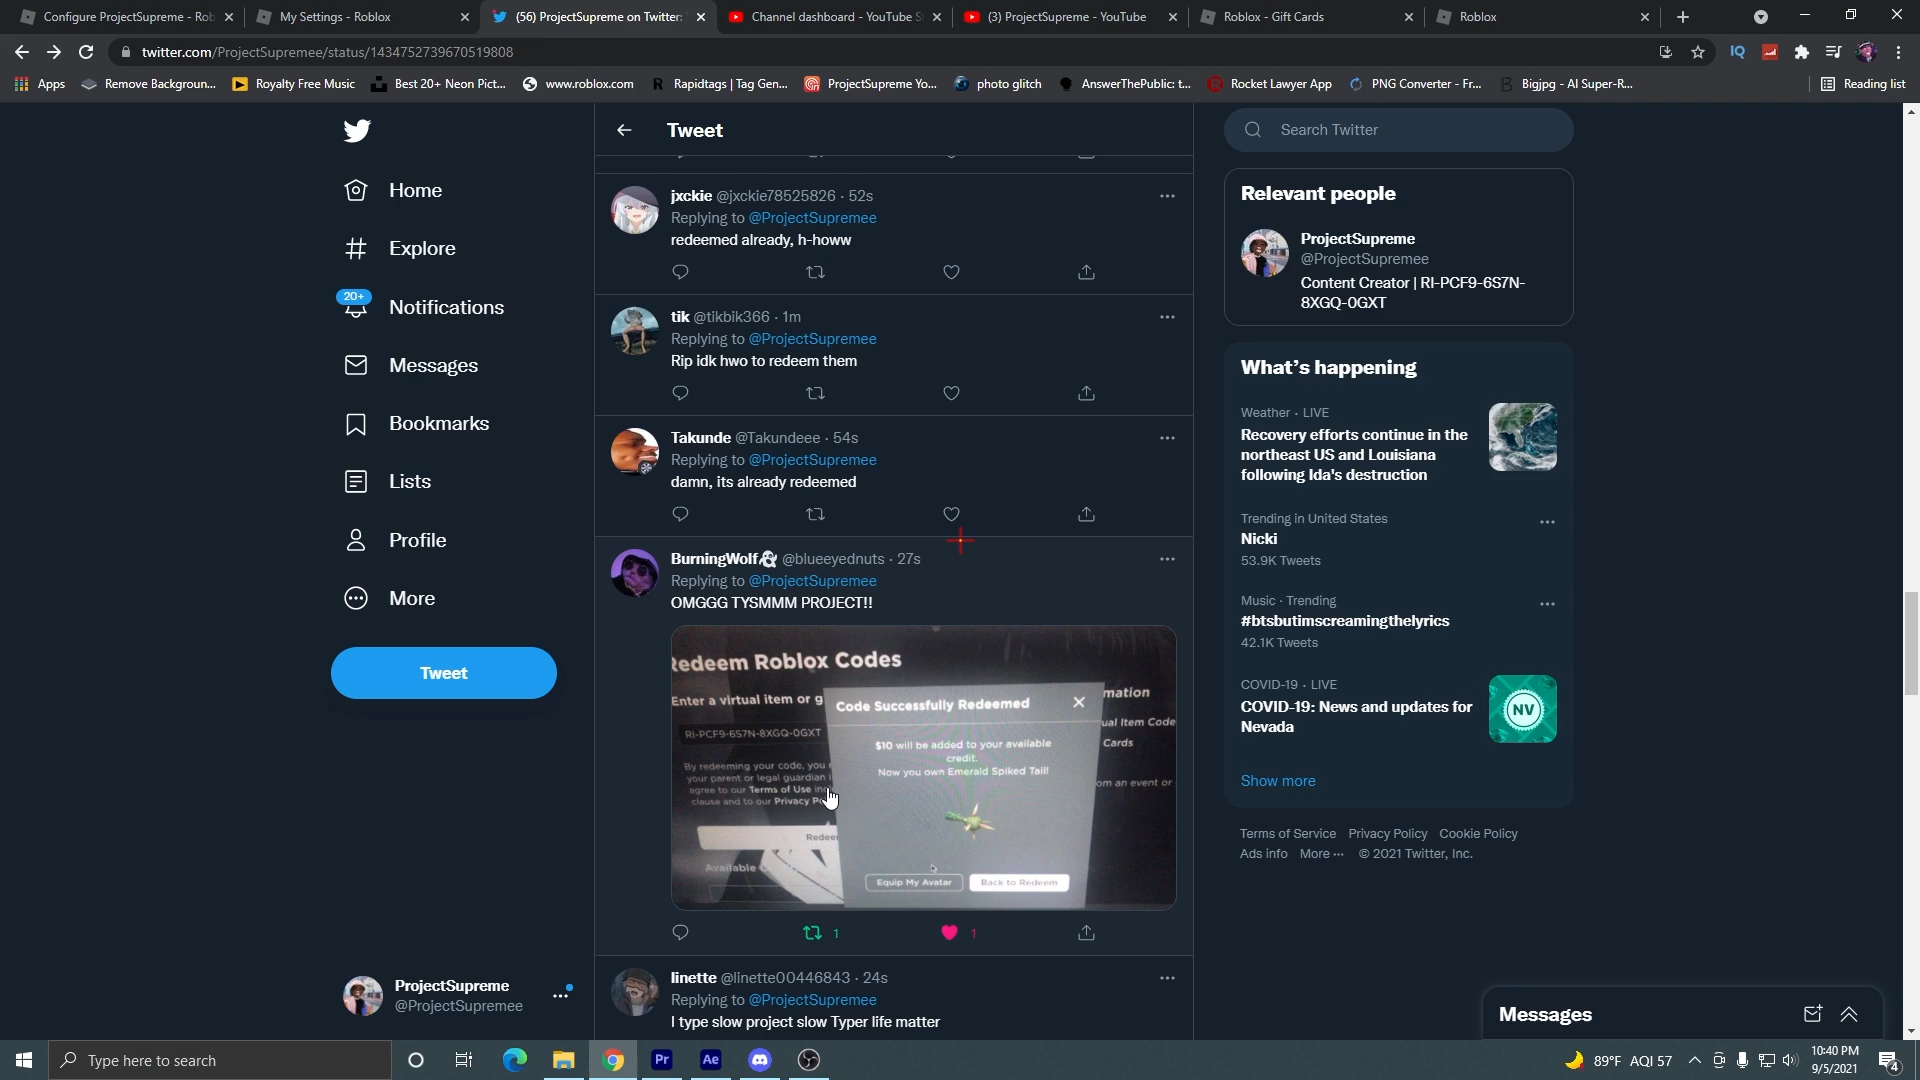 Configure ProjectSupreme - Rob
My Settings - Roblox
(56) ProjectSupreme on Twitter:
Channel dashboard - YouTube S
(3) ProjectSupreme - YouTube
Roblox - Gift Cards
Roblox
twitter.com/ProjectSupremee/status/1434752739670519808
Apps
Remove Backgroun...
Royalty Free Music
Best 20+ Neon Pict...
www.roblox.com
Rapidtags | Tag Gen...
ProjectSupreme Yo...
photo glitch
AnswerThePublic: t...
Rocket Lawyer App
PNG Converter - Fr...
Bigjpg - AI Super-R...
Reading list
Home
Explore
20+
Notifications
Messages
Bookmarks
Lists
Profile
More
Tweet
ProjectSupreme
@ProjectSupremee
Tweet
jxckie @jxckie78525826 · 52s
Replying to @ProjectSupremee
redeemed already, h-howw
tik @tikbik366 · 1m
Replying to @ProjectSupremee
Rip idk hwo to redeem them
Takunde @Takundeee · 54s
Replying to @ProjectSupremee
damn, its already redeemed
BurningWolf @blueeyednuts · 27s
Replying to @ProjectSupremee
OMGGG TYSMMM PROJECT!!
Redeem Roblox Codes
Enter a virtual item or g
RI-PCF9-6S7N-8XGQ-0GXT
By redeeming your code, you r
your parent or legal guardian
agree to our Terms of Use inc
clause and to our Privacy Po
Redeem
Available
Code Successfully Redeemed
$10 will be added to your available
credit.
Now you own Emerald Spiked Tail!
Equip My Avatar
Back to Redeem
mation
ual Item Code
Cards
om an event or
1
1
linette @linette00446843 · 24s
Replying to @ProjectSupremee
I type slow project slow Typer life matter
Search Twitter
Relevant people
ProjectSupreme
@ProjectSupremee
Content Creator | RI-PCF9-6S7N-
8XGQ-0GXT
What's happening
Weather · LIVE
Recovery efforts continue in the
northeast US and Louisiana
following Ida's destruction
Trending in United States
Nicki
53.9K Tweets
Music · Trending
#btsbutimscreamingthelyrics
42.1K Tweets
COVID-19 · LIVE
COVID-19: News and updates for
Nevada
NV
Show more
Terms of Service Privacy Policy Cookie Policy
Ads info More ··· © 2021 Twitter, Inc.
Messages
Type here to search
Pr
Ae
89°F AQI 57
10:40 PM
9/5/2021
4